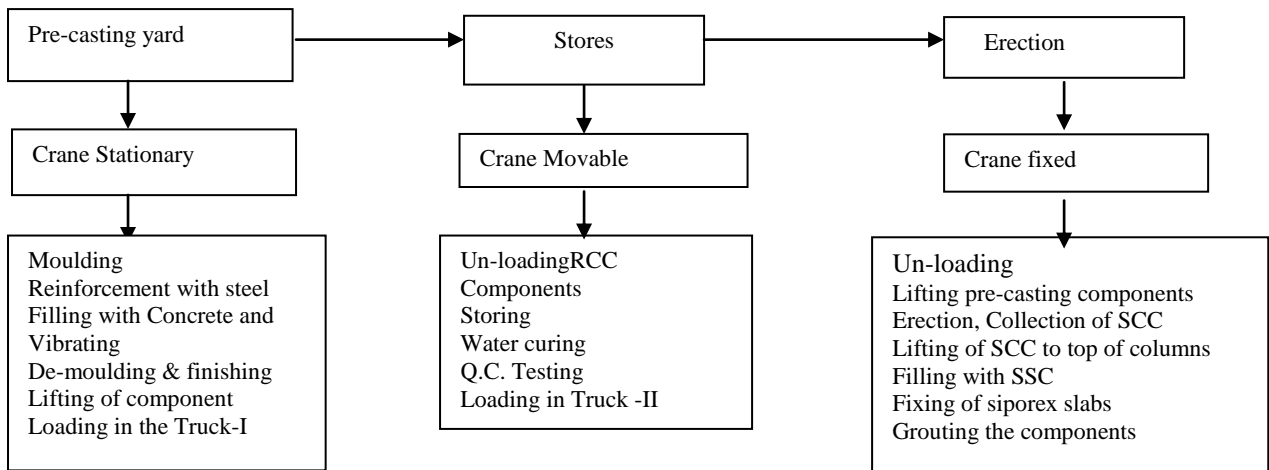 Pre-casting yard
Stores
Erection
Crane Stationary
Crane Movable
Crane fixed
Moulding
Reinforcement with steel
Filling with Concrete and
Vibrating
De-moulding & finishing
Lifting of component
Loading in the Truck-I
Un-loadingRCC
Components
Storing
Water curing
Q.C. Testing
Loading in Truck -II
Un-loading
Lifting pre-casting components
Erection, Collection of SCC
Lifting of SCC to top of columns
Filling with SSC
Fixing of siporex slabs
Grouting the components